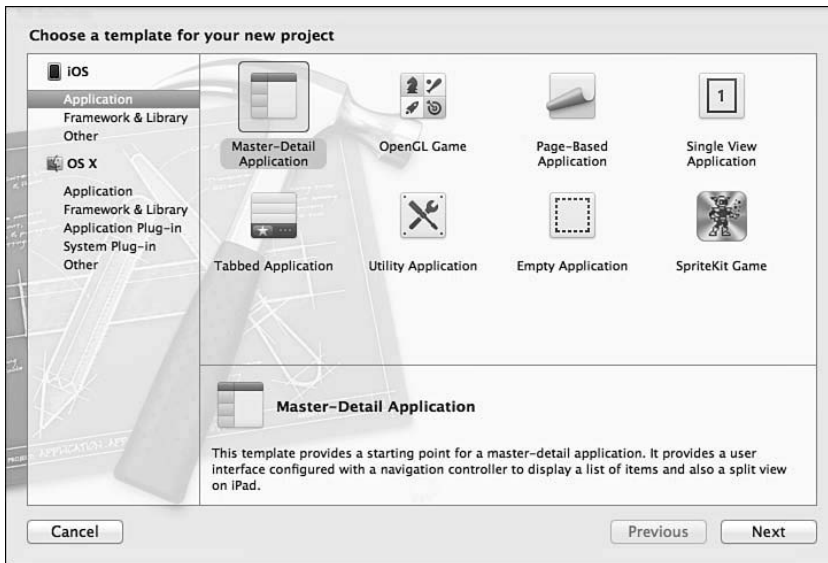 Choose a template for your new project
iOS
Application
Framework & Library
Other
OS X
Application
Framework & Library
Application Plug-in
System Plug-in
Other
Master-Detail
Application
OpenGL Game
Page-Based
Application
1
Single View
Application
Tabbed Application
Utility Application
Empty Application
SpriteKit Game
Master-Detail Application
This template provides a starting point for a master-detail application. It provides a user
interface configured with a navigation controller to display a list of items and also a split view
on iPad.
Cancel
Previous
Next